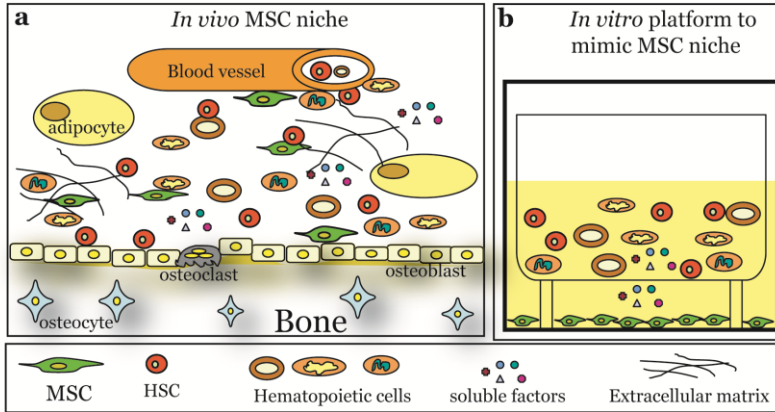 a
In vivo MSC niche
Blood vessel
adipocyte
osteoclast
osteoblast
osteocyte
Bone
b
In vitro platform to
mimic MSC niche
MSC
HSC
Hematopoietic cells
soluble factors
Extracellular matrix